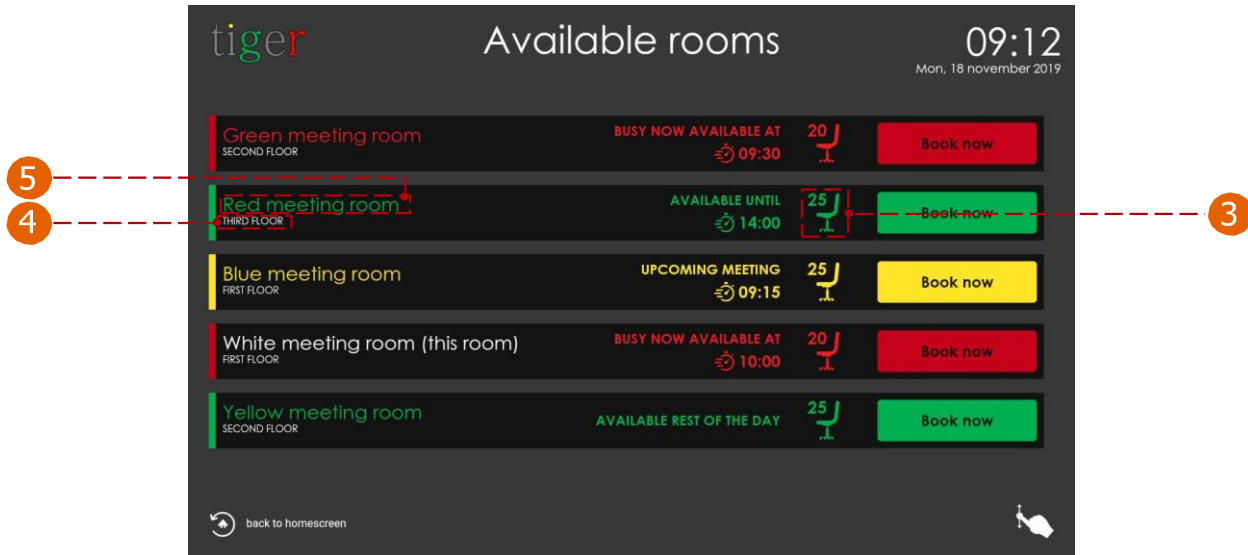 tiger
Available rooms
09:12
Mon, 18 november 2019
Green meeting room
SECOND FLOOR
BUSY NOW AVAILABLE AT
09:30
20
Book now
5
Red meeting room
4
THIRD FLOOR
AVAILABLE UNTIL
14:00
25
Book now
3
Blue meeting room
FIRST FLOOR
UPCOMING MEETING
09:15
25
Book now
White meeting room (this room)
FIRST FLOOR
BUSY NOW AVAILABLE AT
10:00
20
Book now
Yellow meeting room
SECOND FLOOR
AVAILABLE REST OF THE DAY
25
Book now
back to homescreen